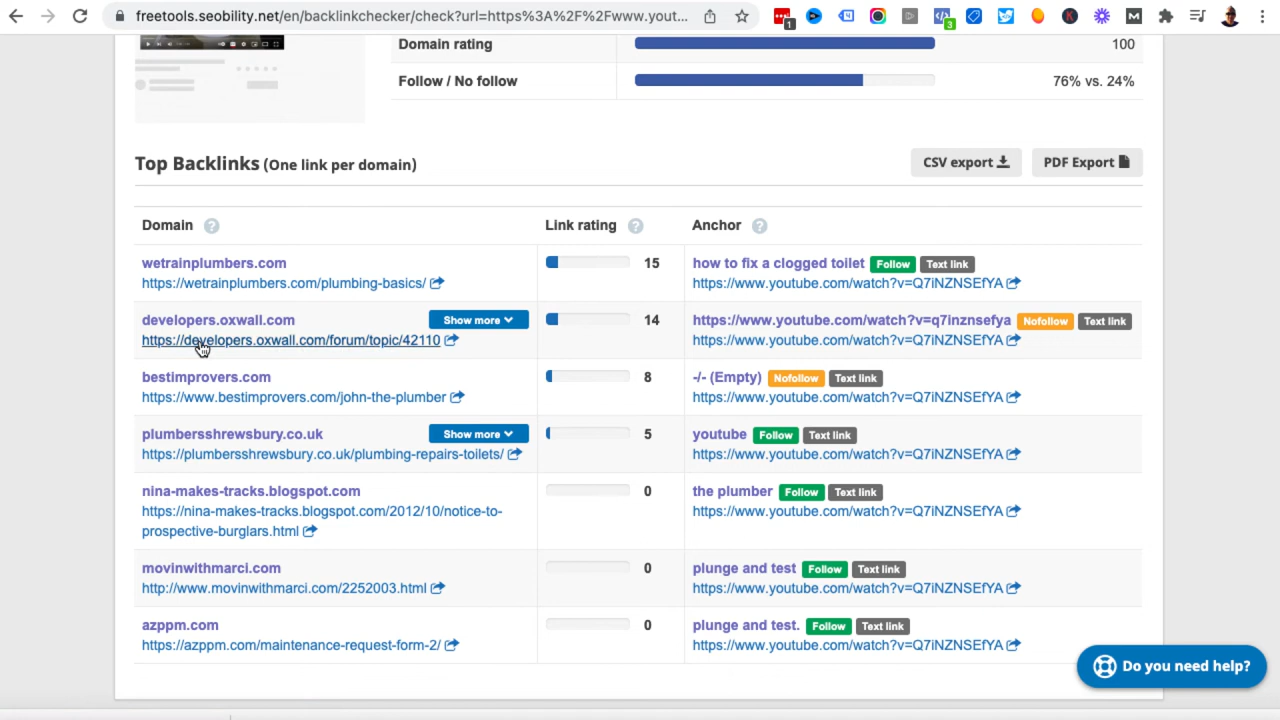 freetools.seobility.net/en/backlinkchecker/check?url=https%3A%2F%2Fwww.yout...
1
3
Domain rating
100
Follow / No follow
76% vs. 24%
Top Backlinks (One link per domain)
CSV export
PDF Export
Domain ?
Link rating ?
Anchor ?
wetrainplumbers.com
https://wetrainplumbers.com/plumbing-basics/
15
how to fix a clogged toilet Follow Text link
https://www.youtube.com/watch?v=Q7iNZNSEfYA
developers.oxwall.com
Show more
https://developers.oxwall.com/forum/topic/42110
14
https://www.youtube.com/watch?v=q7inznsefya Nofollow Text link
https://www.youtube.com/watch?v=Q7iNZNSEfYA
bestimprovers.com
https://www.bestimprovers.com/john-the-plumber
8
-/- (Empty) Nofollow Text link
https://www.youtube.com/watch?v=Q7iNZNSEfYA
plumbersshrewsbury.co.uk
Show more
https://plumbersshrewsbury.co.uk/plumbing-repairs-toilets/
5
youtube Follow Text link
https://www.youtube.com/watch?v=Q7iNZNSEfYA
nina-makes-tracks.blogspot.com
https://nina-makes-tracks.blogspot.com/2012/10/notice-to-
prospective-burglars.html
0
the plumber Follow Text link
https://www.youtube.com/watch?v=Q7iNZNSEfYA
movinwithmarci.com
http://www.movinwithmarci.com/2252003.html
0
plunge and test Follow Text link
https://www.youtube.com/watch?v=Q7iNZNSEfYA
azppm.com
https://azppm.com/maintenance-request-form-2/
0
plunge and test. Follow Text link
https://www.youtube.com/watch?v=Q7iNZNSEfYA
Do you need help?